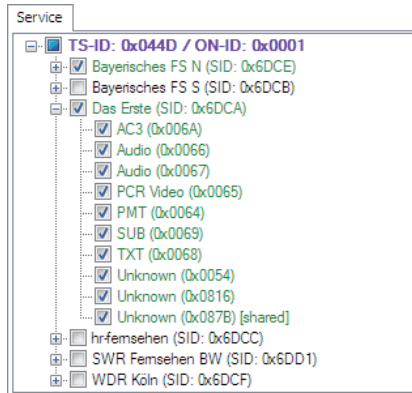 Service
TS-ID: 0x044D / ON-ID: 0x0001
Bayerisches FS N (SID: 0x6DCE)
Bayerisches FS S (SID: 0x6DCB)
Das Erste (SID: 0x6DCA)
AC3 (0x006A)
Audio (0x0066)
Audio (0x0067)
PCR Video (0x0065)
PMT (0x0064)
SUB (0x0069)
TXT (0x0068)
Unknown (0x0054)
Unknown (0x0816)
Unknown (0x087B) [shared]
hr-fernsehen (SID: 0x6DCC)
SWR Fernsehen BW (SID: 0x6DD1)
WDR Köln (SID: 0x6DCF)